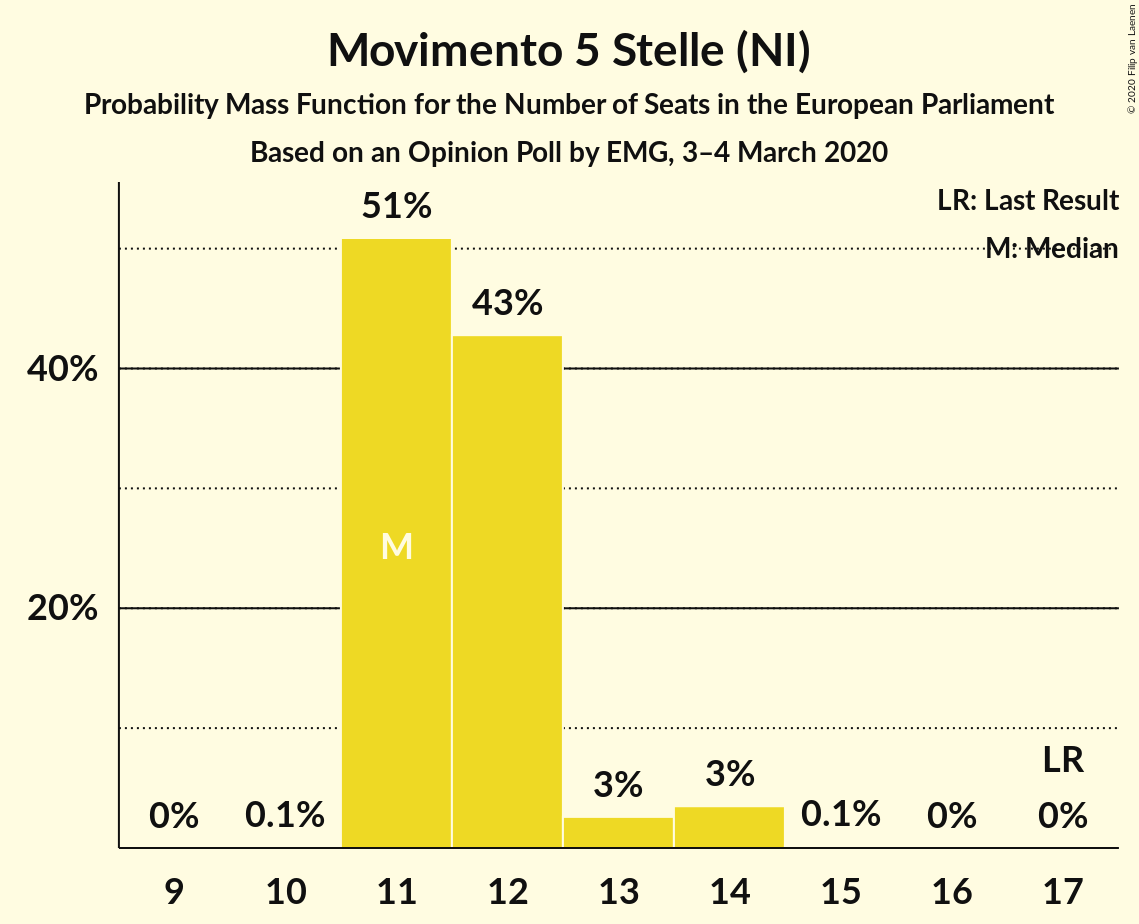 Movimento 5 Stelle (NI)
Probability Mass Function for the Number of Seats in the European Parliament
Based on an Opinion Poll by EMG, 3–4 March 2020
© 2020 Filip van Laenen
LR: Last Result
M: Median
51%
43%
40%
M
20%
LR
0%
0.1%
3%
3%
0.1%
0%
0%
9
10
11
12
13
14
15
16
17